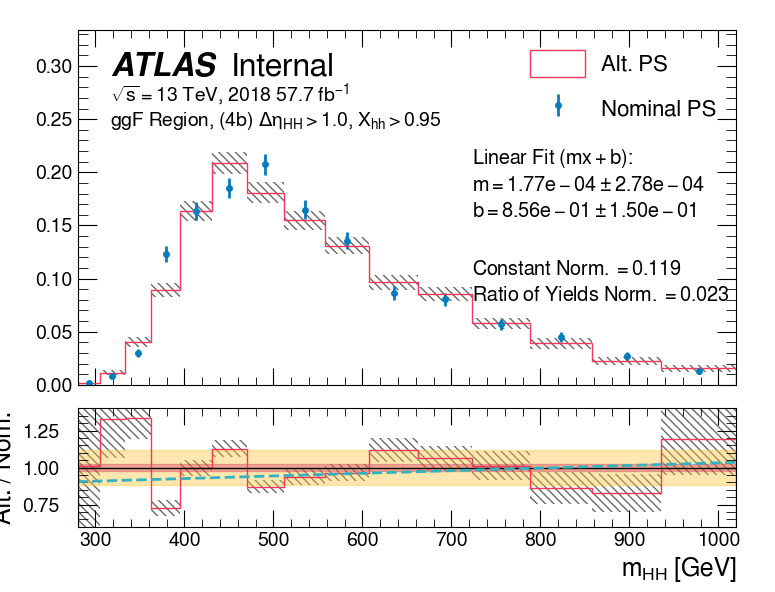 ATLAS Internal
√s = 13 TeV, 2018 57.7 fb⁻¹
ggF Region, (4b) Δη_HH > 1.0, X_hh > 0.95
Alt. PS
Nominal PS
Linear Fit (mx + b):
m = 1.77e − 04 ± 2.78e − 04
b = 8.56e − 01 ± 1.50e − 01
Constant Norm. = 0.119
Ratio of Yields Norm. = 0.023
0.30
0.25
0.20
0.15
0.10
0.05
0.00
Alt. / Nom.
1.25
1.00
0.75
300 400 500 600 700 800 900 1000
m_HH [GeV]